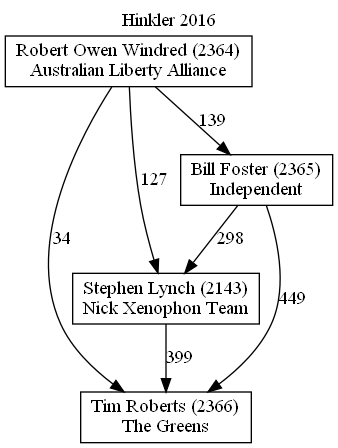 Hinkler 2016
Robert Owen Windred (2364)
Australian Liberty Alliance
139
Bill Foster (2365)
Independent
127
34
298
449
Stephen Lynch (2143)
Nick Xenophon Team
399
Tim Roberts (2366)
The Greens